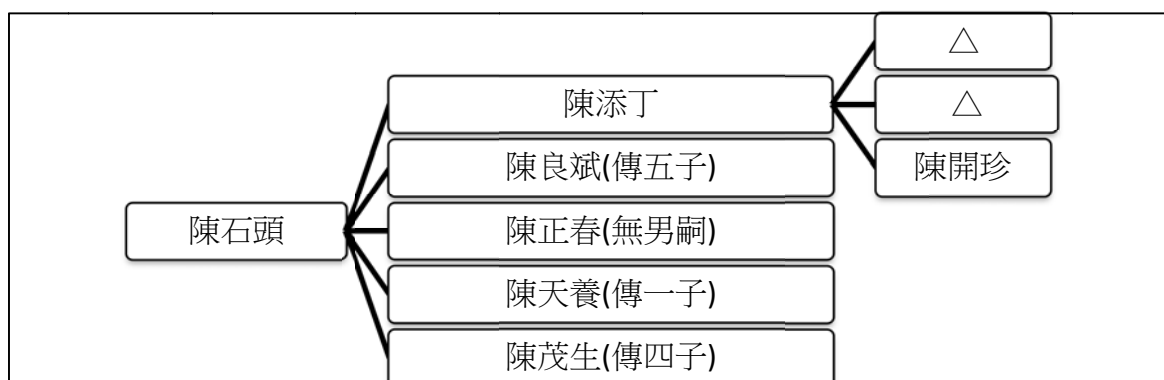 △
陳添丁
△
陳良斌(傳五子)
陳開珍
陳石頭
陳正春(無男嗣)
陳天養(傳一子)
陳茂生(傳四子)